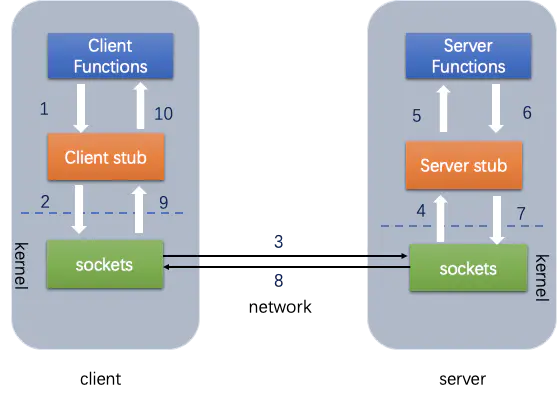 Client
Functions
Server
Functions
1
10
5
6
Client stub
Server stub
2
9
4
7
kernel
sockets
3
8
network
sockets
kernel
client
server